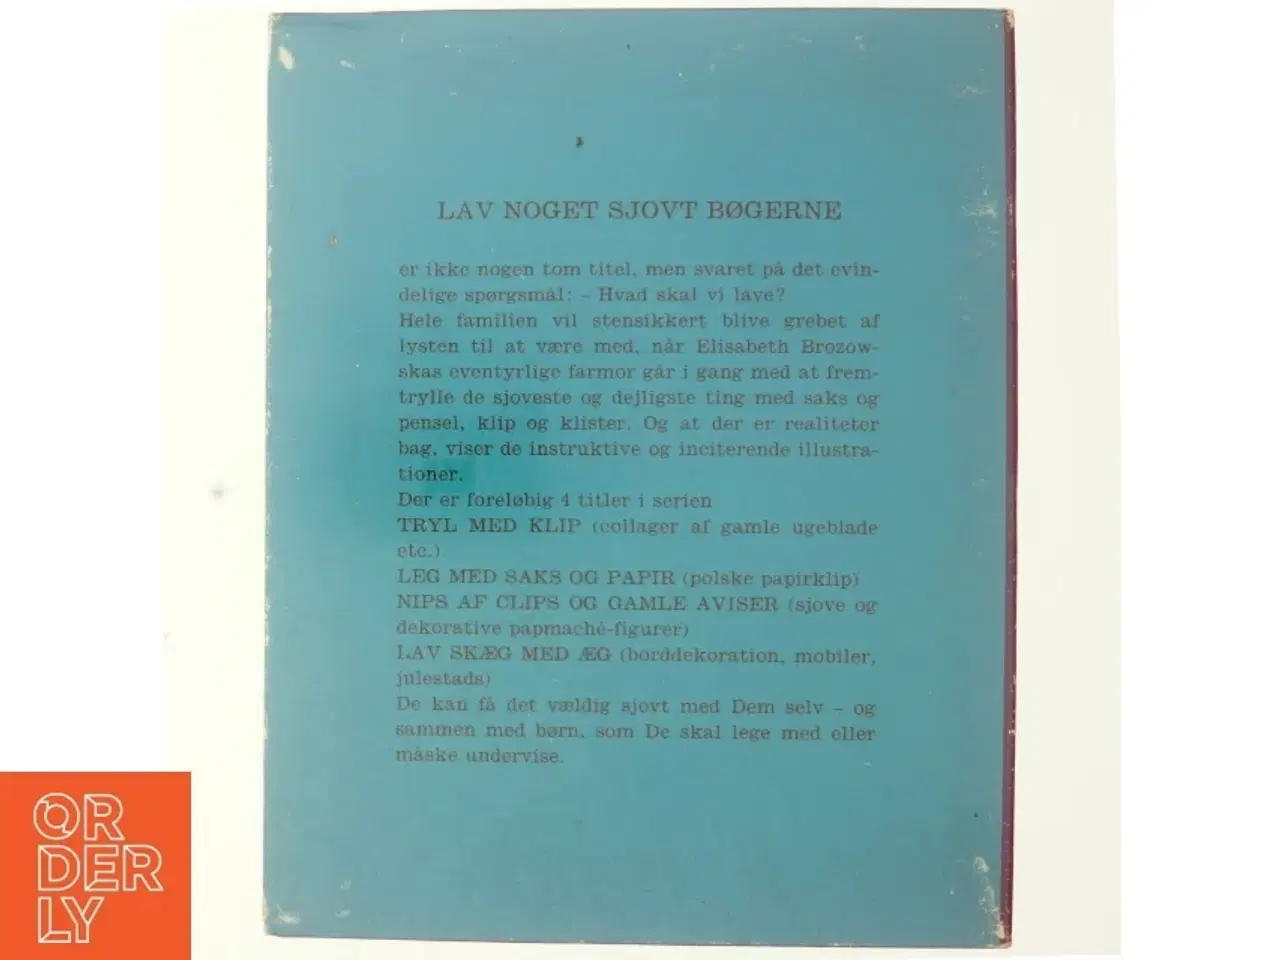 LAV NOGET SJOVT BØGERNE
er ikke nogen tom titel, men svaret på det evin-
delige spørgsmål: – Hvad skal vi lave?
Hele familien vil stensikkert blive grebet af
lysten til at være med, når Elisabeth Brozow-
skas eventyrlige farmor går i gang med at frem-
trylle de sjoveste og dejligste ting med saks og
pensel, klip og klister. Og at der er realiteter
bag, viser de instruktive og inciterende illustra-
tioner.
Der er foreløbig 4 titler i serien
TRYL MED KLIP (collager af gamle ugeblade
etc.)
LEG MED SAKS OG PAPIR (polske papirklip)
NIPS AF CLIPS OG GAMLE AVISER (sjove og
dekorative papmaché-figurer)
LAV SKÆG MED ÆG (borddekoration, mobiler,
julestads)
De kan få det vældig sjovt med Dem selv – og
sammen med børn, som De skal lege med eller
måske undervise.
OR
DER
LY